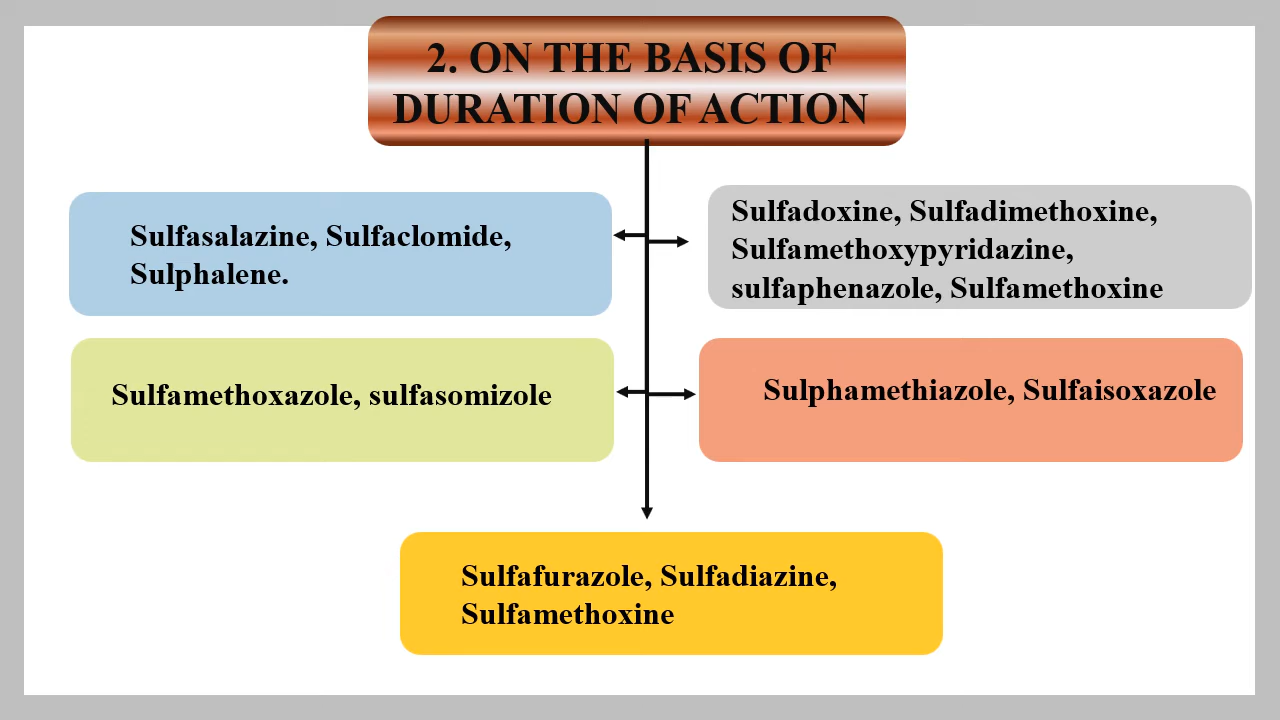 2. ON THE BASIS OF
DURATION OF ACTION
Sulfasalazine, Sulfaclomide,
Sulphalene.
Sulfadoxine, Sulfadimethoxine,
Sulfamethoxypyridazine,
sulfaphenazole, Sulfamethoxine
Sulfamethoxazole, sulfasomizole
Sulphamethiazole, Sulfaisoxazole
Sulfafurazole, Sulfadiazine,
Sulfamethoxine